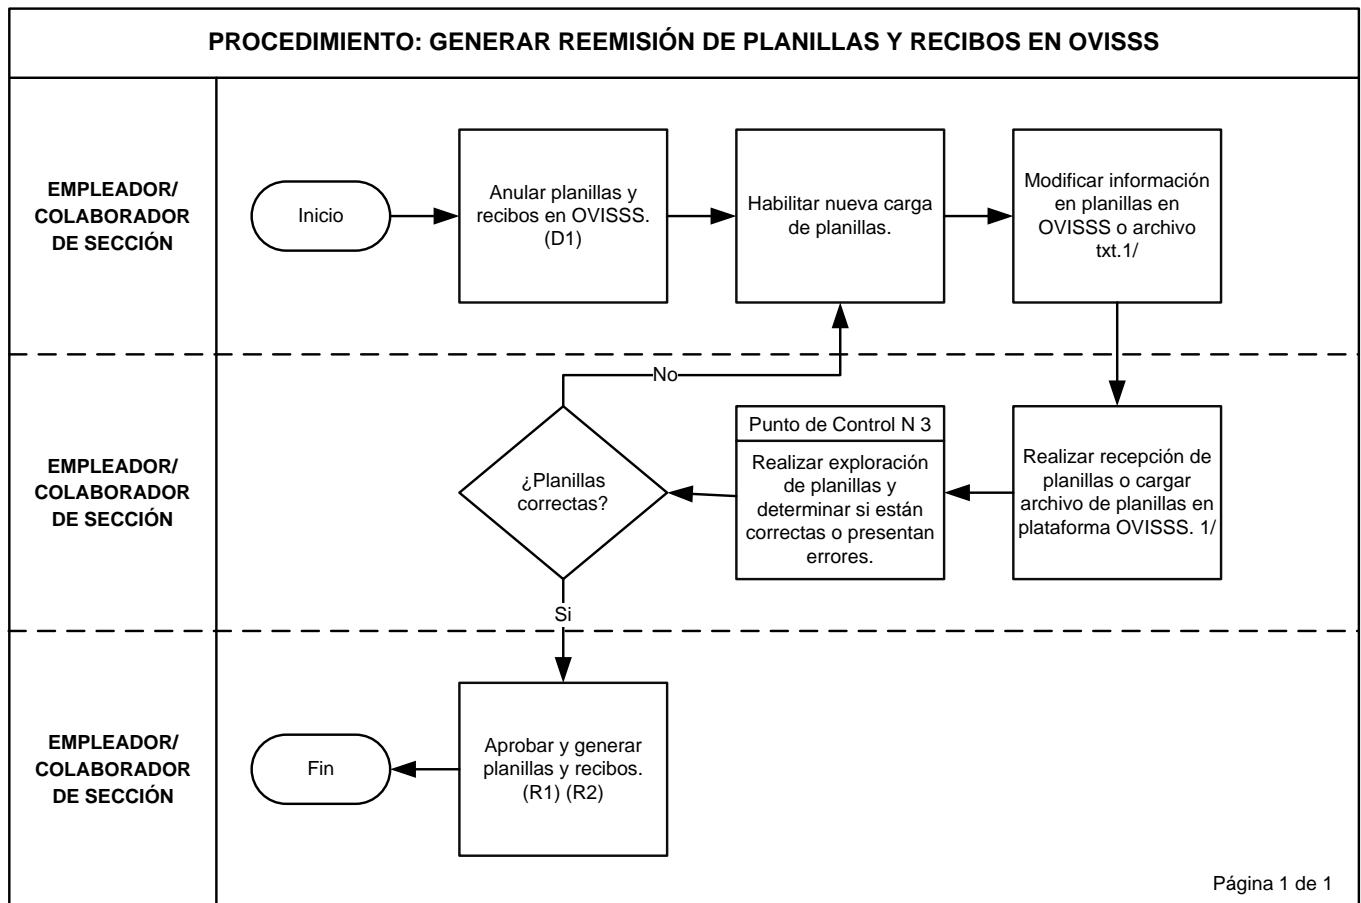 PROCEDIMIENTO: GENERAR REEMISIÓN DE PLANILLAS Y RECIBOS EN OVISSS
EMPLEADOR/
COLABORADOR
DE SECCIÓN
Inicio
Anular planillas y
recibos en OVISSS.
(D1)
Habilitar nueva carga
de planillas.
Modificar información
en planillas en
OVISSS o archivo
txt.1/
EMPLEADOR/
COLABORADOR
DE SECCIÓN
No
¿Planillas
correctas?
Punto de Control N 3
Realizar exploración
de planillas y
determinar si están
correctas o presentan
errores.
Realizar recepción de
planillas o cargar
archivo de planillas en
plataforma OVISSS. 1/
Si
EMPLEADOR/
COLABORADOR
DE SECCIÓN
Fin
Aprobar y generar
planillas y recibos.
(R1) (R2)
Página 1 de 1